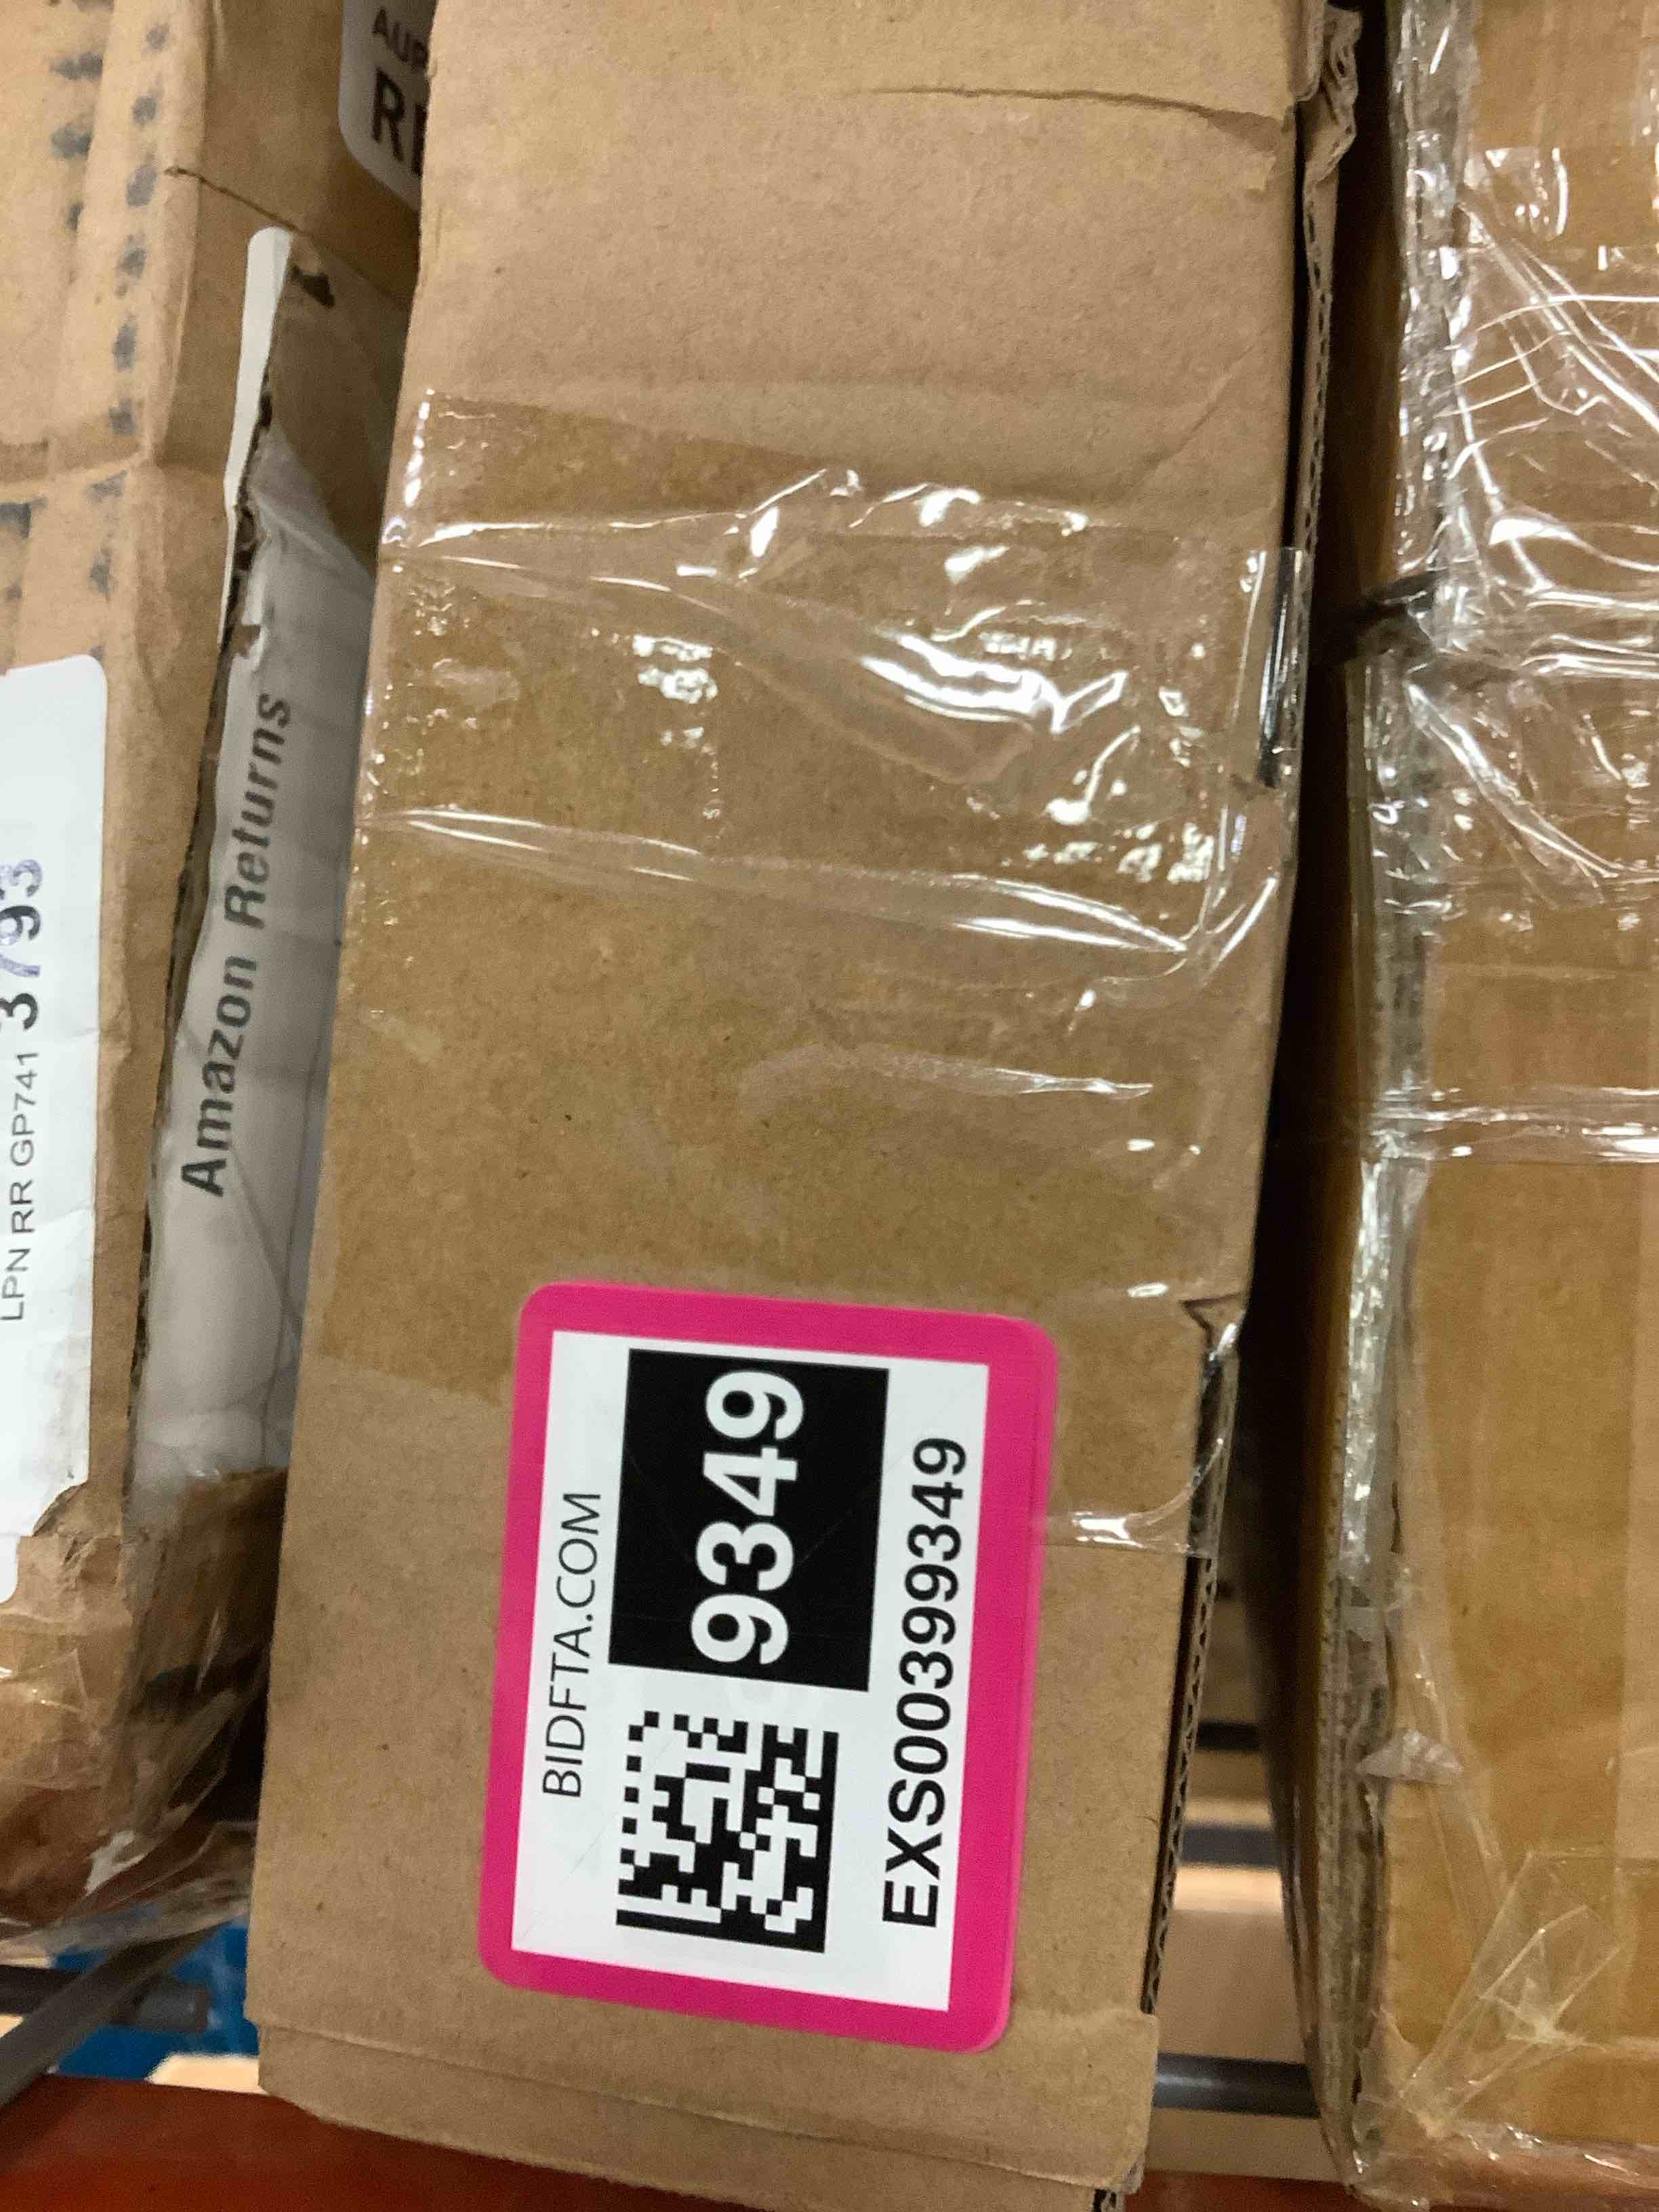 BIDFTA.COM
9349
EXS00399349
Amazon Returns
LPN RR GP741 3793